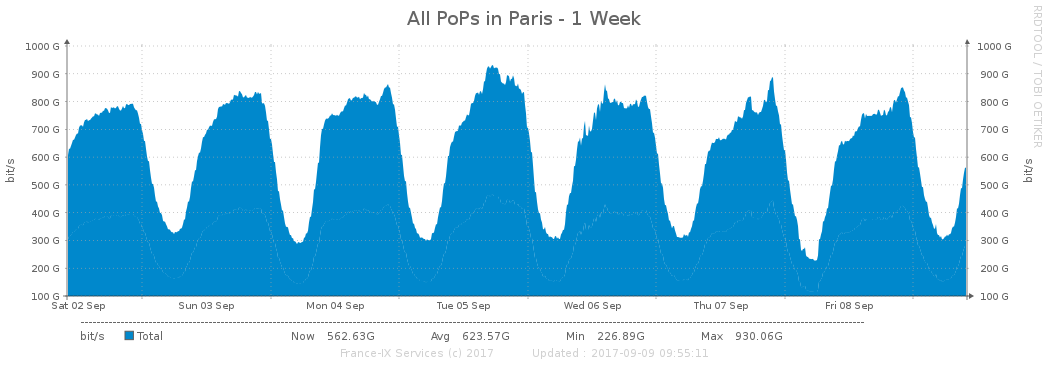 All PoPs in Paris - 1 Week
RRDTOOL / TOBI OETIKER
1000 G 1000 G
900 G 900 G
800 G 800 G
700 G 700 G
600 G 600 G
500 G 500 G
400 G 400 G
300 G 300 G
200 G 200 G
100 G 100 G
bit/s bit/s
Sat 02 Sep Sun 03 Sep Mon 04 Sep Tue 05 Sep Wed 06 Sep Thu 07 Sep Fri 08 Sep
bit/s Total Now 562.63G Avg 623.57G Min 226.89G Max 930.06G
France-IX Services (c) 2017 Updated : 2017-09-09 09:55:11